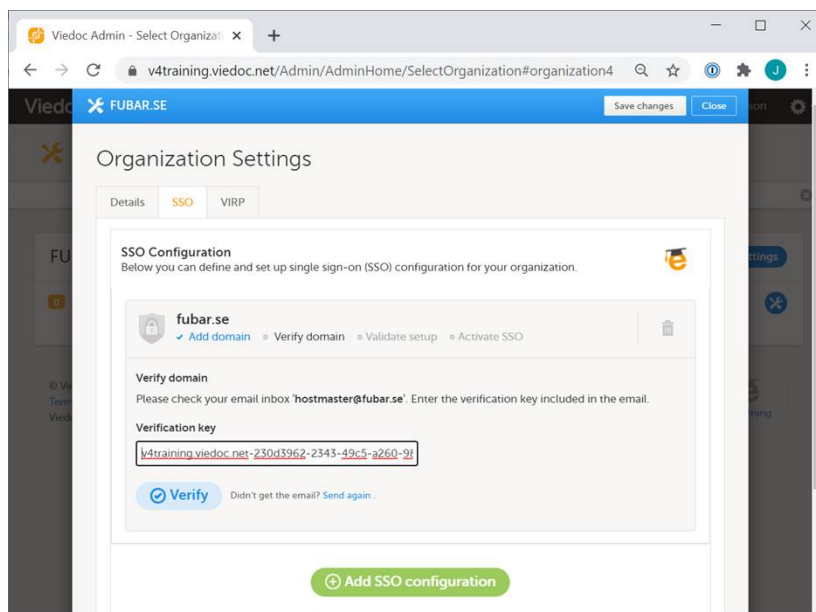 Viedoc Admin - Select Organizati
v4training.viedoc.net/Admin/AdminHome/SelectOrganization#organization4
J
FUBAR.SE
Save changes
Close
son
Organization Settings
Details
SSO
VIRP
SSO Configuration
Below you can define and set up single sign-on (SSO) configuration for your organization.
fubar.se
Add domain
Verify domain
Validate setup
Activate SSO
Verify domain
Please check your email inbox 'hostmaster@fubar.se'. Enter the verification key included in the email.
Verification key
v4training.viedoc.net-230d3962-2343-49c5-a260-98
Verify
Didn't get the email? Send again .
Add SSO configuration